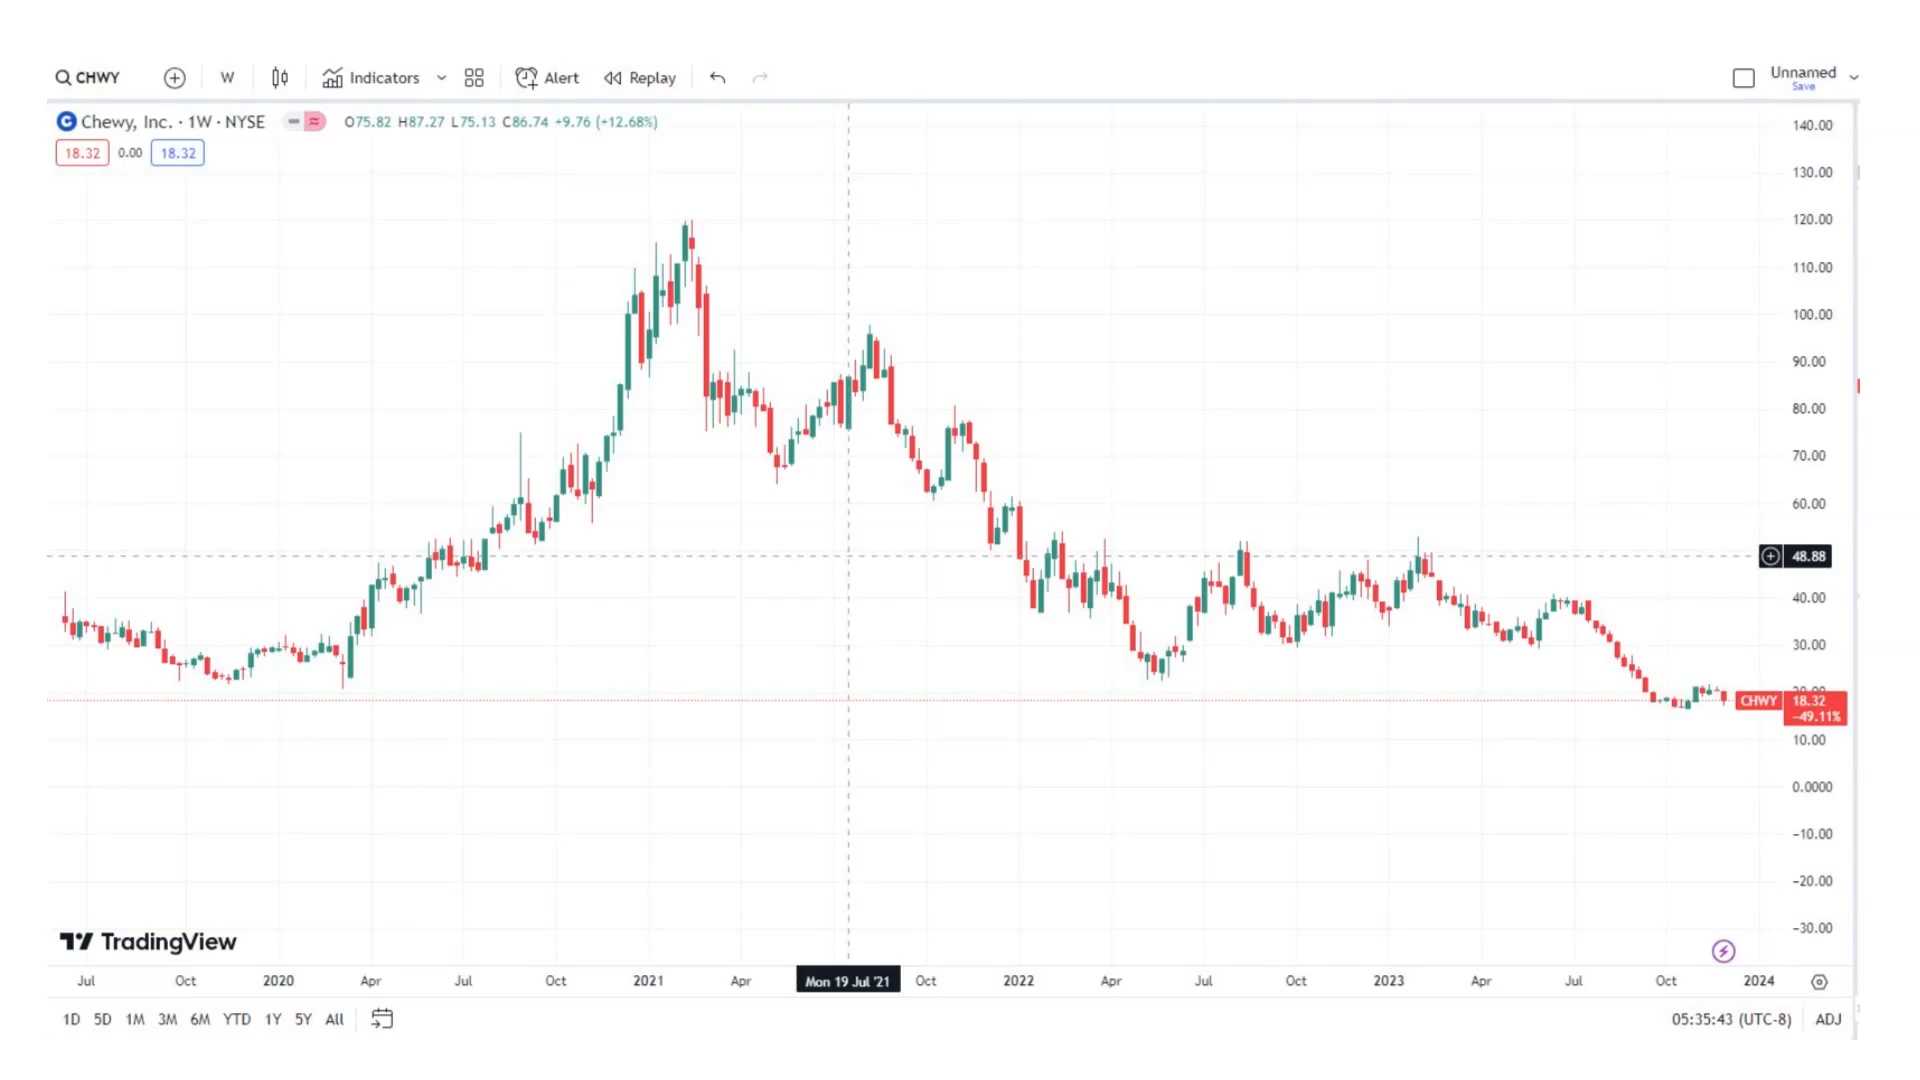 CHWY W Indicators Alert Replay Unnamed
Save
Chewy, Inc. · 1W · NYSE O75.82 H87.27 L75.13 C86.74 +9.76 (+12.68%)
18.32 0.00 18.32
140.00
130.00
120.00
110.00
100.00
90.00
80.00
70.00
60.00
48.88
40.00
30.00
20.00
CHWY 18.32
−49.11%
10.00
0.0000
−10.00
−20.00
−30.00
TradingView
Jul Oct 2020 Apr Jul Oct 2021 Apr Mon 19 Jul '21 Oct 2022 Apr Jul Oct 2023 Apr Jul Oct 2024
1D 5D 1M 3M 6M YTD 1Y 5Y All 05:35:43 (UTC-8) ADJ